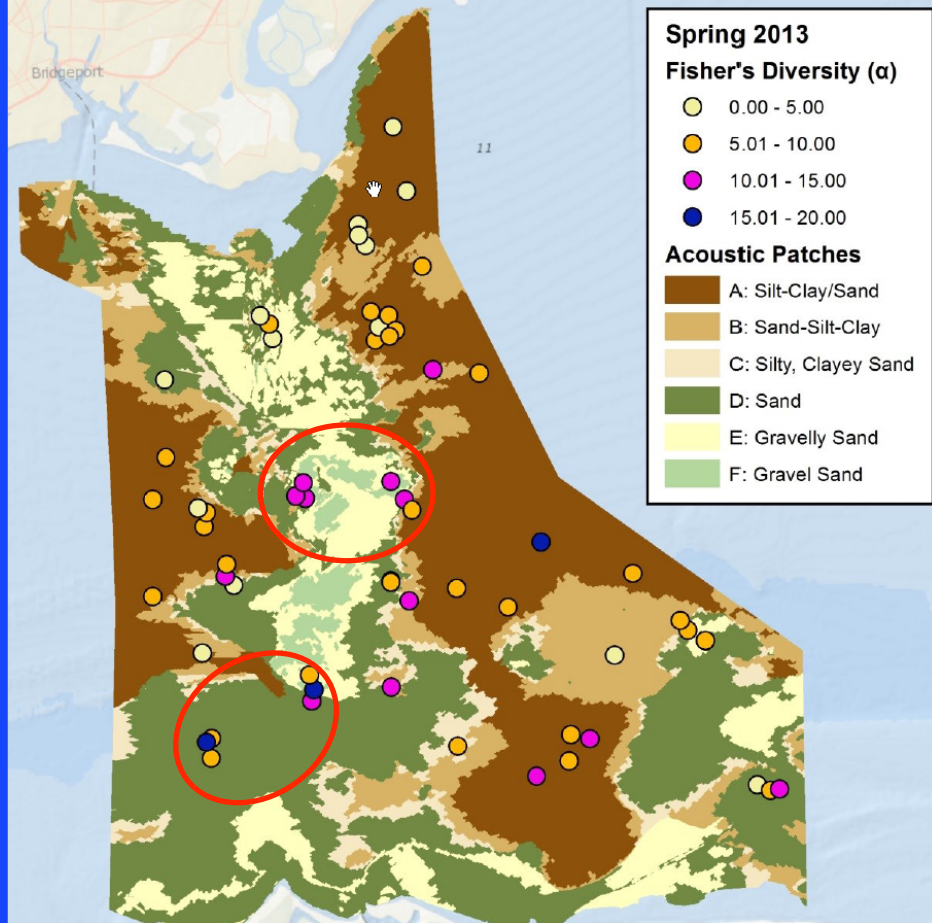 Bridgeport
11
Spring 2013
Fisher's Diversity (α)
0.00 - 5.00
5.01 - 10.00
10.01 - 15.00
15.01 - 20.00
Acoustic Patches
A: Silt-Clay/Sand
B: Sand-Silt-Clay
C: Silty, Clayey Sand
D: Sand
E: Gravelly Sand
F: Gravel Sand